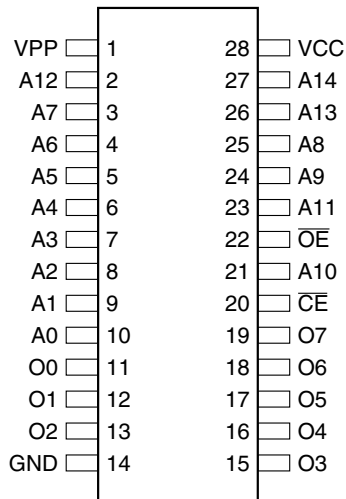 VPP 1 28 VCC
A12 2 27 A14
A7 3 26 A13
A6 4 25 A8
A5 5 24 A9
A4 6 23 A11
A3 7 22 O̅E̅
A2 8 21 A10
A1 9 20 C̅E̅
A0 10 19 O7
O0 11 18 O6
O1 12 17 O5
O2 13 16 O4
GND 14 15 O3